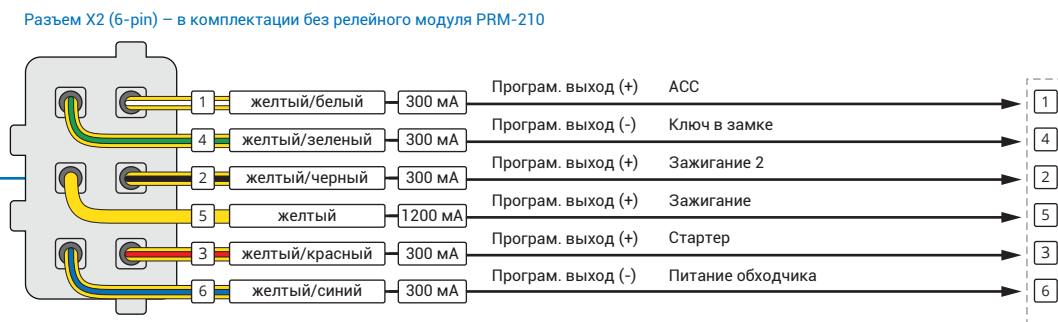 Разъем X2 (6-pin) – в комплектации без релейного модуля PRM-210
1 желтый/белый 300 мА Програм. выход (+) ACC 1
4 желтый/зеленый 300 мА Програм. выход (-) Ключ в замке 4
2 желтый/черный 300 мА Програм. выход (+) Зажигание 2 2
5 желтый 1200 мА Програм. выход (+) Зажигание 5
3 желтый/красный 300 мА Програм. выход (+) Стартер 3
6 желтый/синий 300 мА Програм. выход (-) Питание обходчика 6